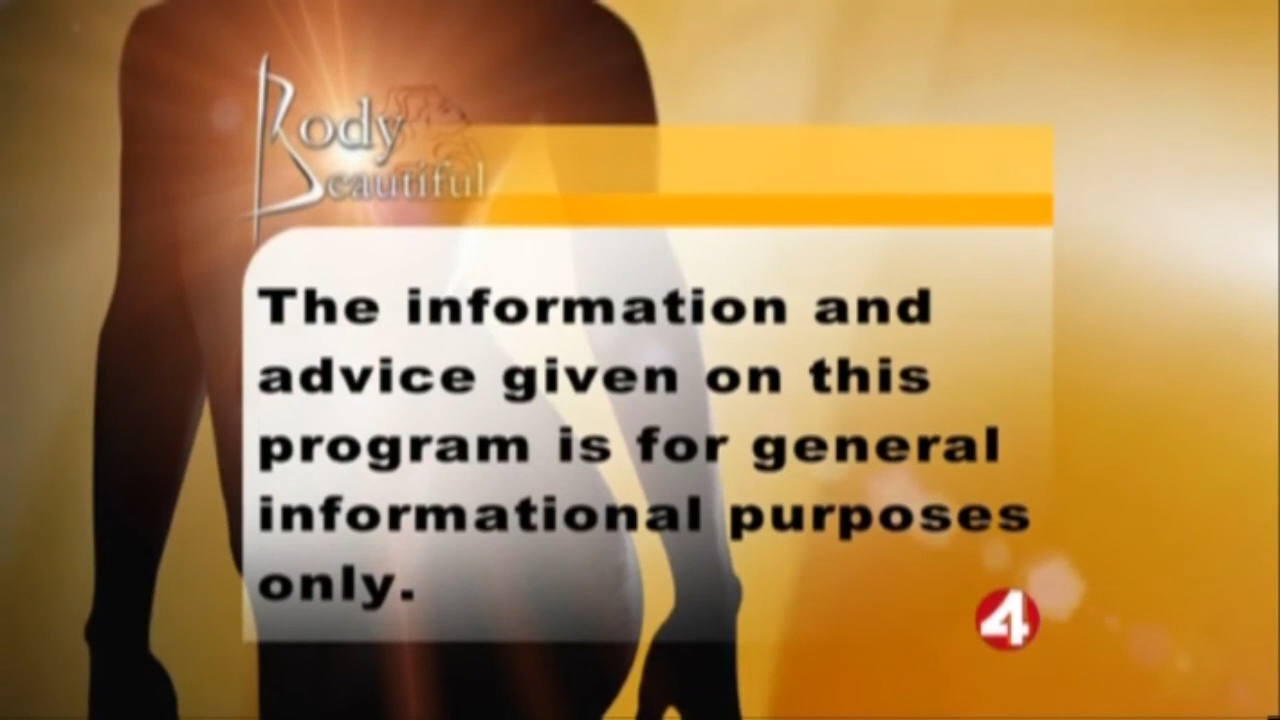 Body
Beautiful
The information and
advice given on this
program is for general
informational purposes
only.
4